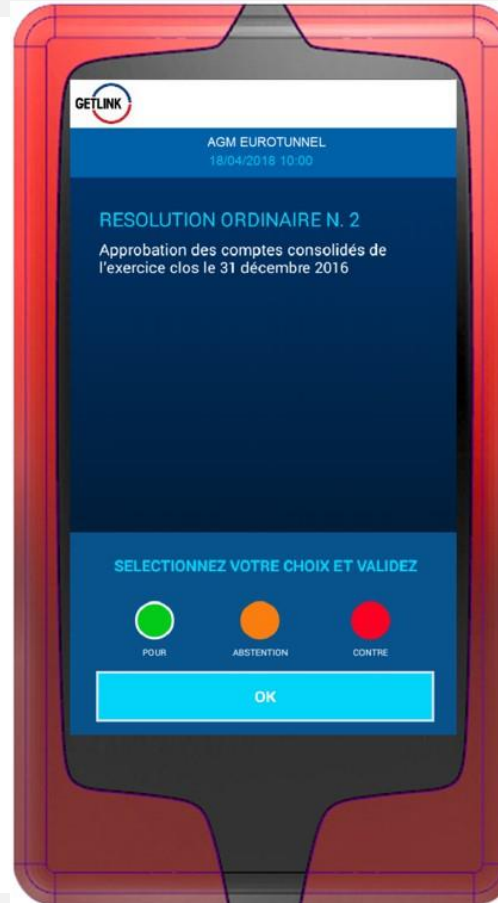 GETLINK
AGM EUROTUNNEL
18/04/2018 10:00
RESOLUTION ORDINAIRE N. 2
Approbation des comptes consolidés de
l'exercice clos le 31 décembre 2016
SELECTIONNEZ VOTRE CHOIX ET VALIDEZ
POUR ABSTENTION CONTRE
OK